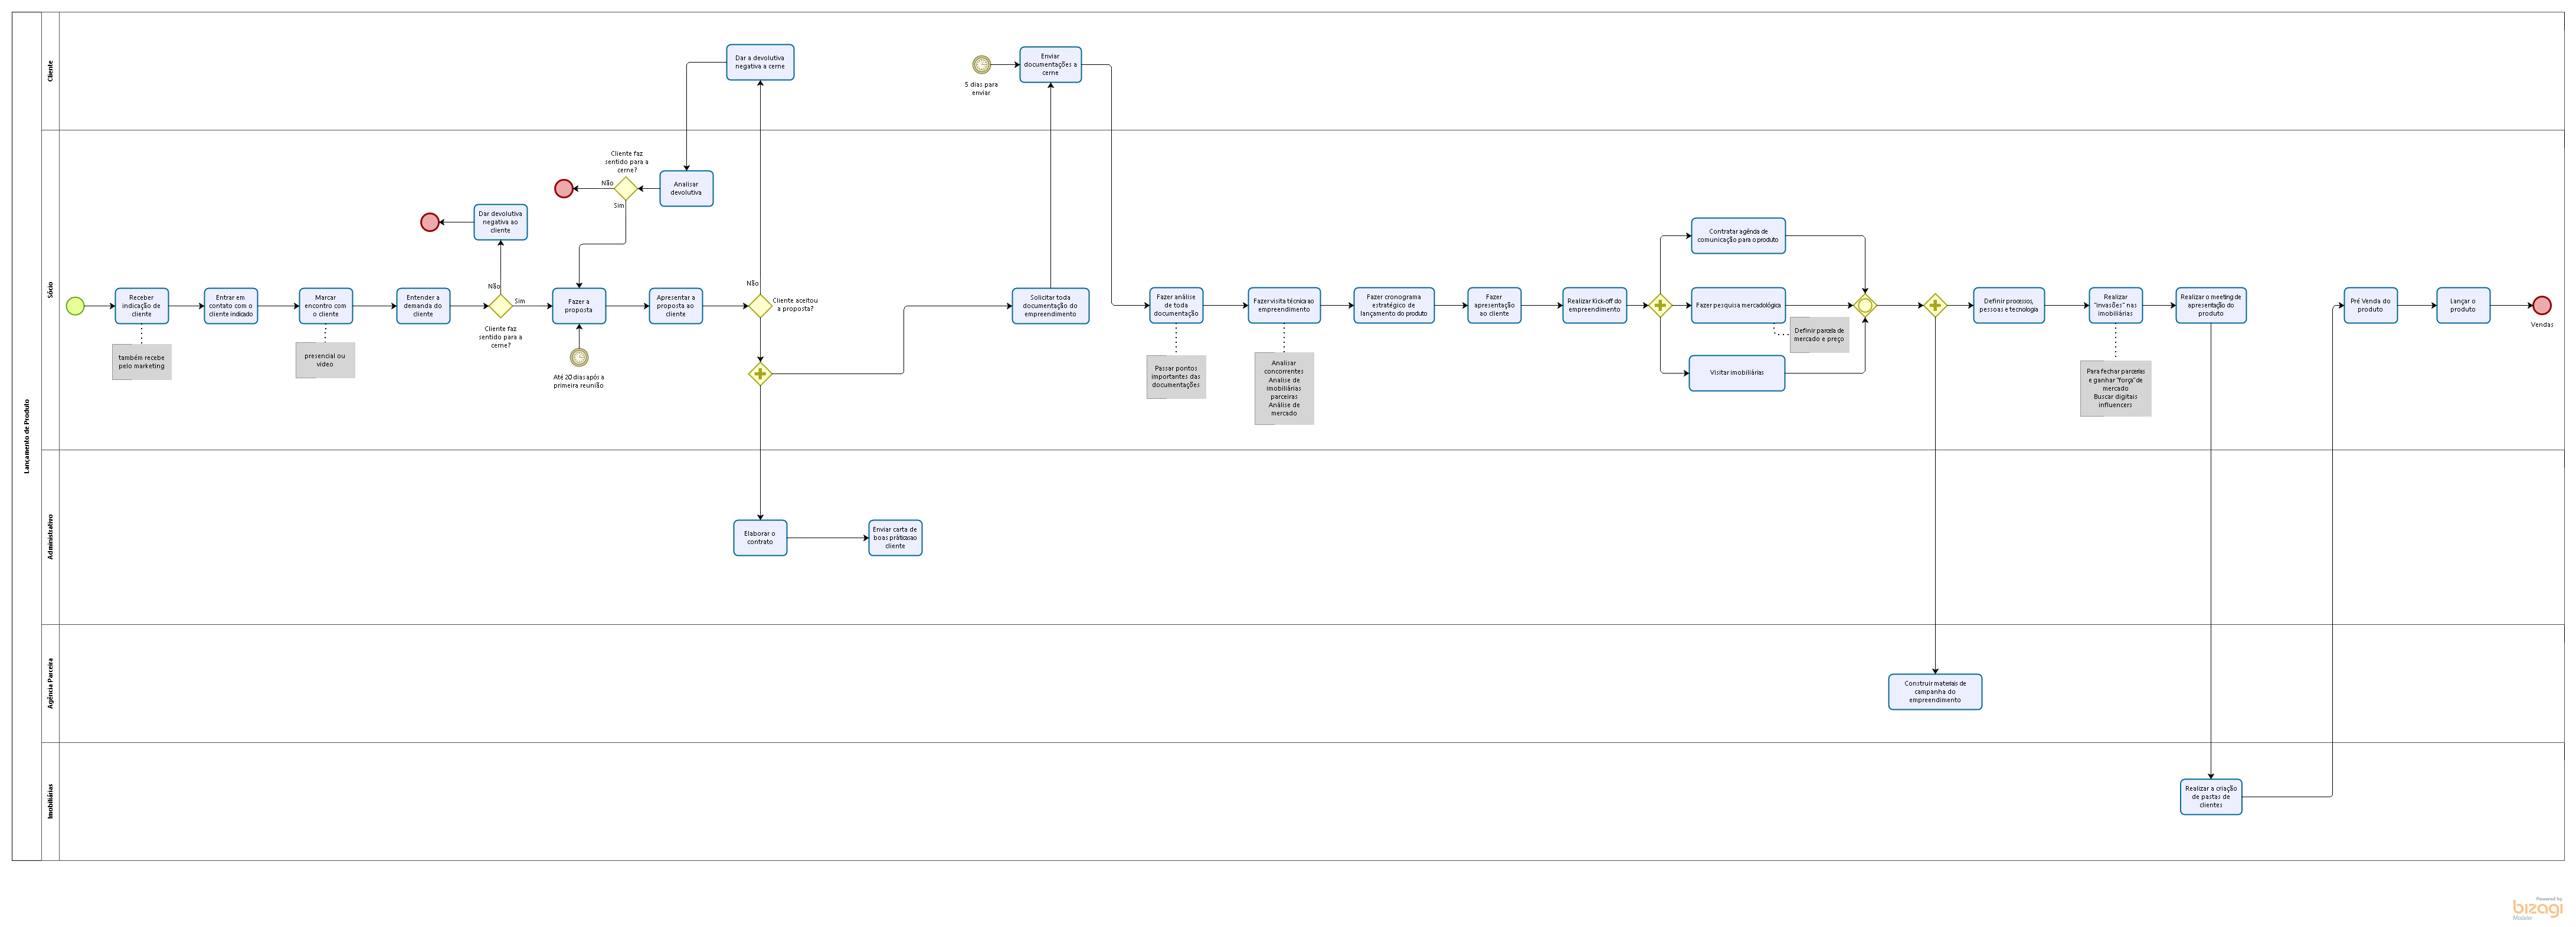 Lançamento de Produto
Cliente
Dar a devolutiva
negativa a cerne
5 dias para
enviar
Enviar
documentações a
cerne
Sócio
Receber
indicação de
cliente
também recebe
pelo marketing
Entrar em
contato com o
cliente indicado
Marcar
encontro com
o cliente
presencial ou
video
Entender a
demanda do
cliente
Cliente faz
sentido para a
cerne?
Não
Sim
Dar devolutiva
negativa ao
cliente
Fazer a
proposta
Até 20 dias após a
primeira reunião
Cliente faz
sentido para a
cerne?
Não
Sim
Analisar
devolutiva
Apresentar a
proposta ao
cliente
Não
Cliente aceitou
a proposta?
Solicitar toda
documentação do
empreendimento
Fazer análise
de toda
documentação
Passar pontos
importantes das
documentações
Fazer visita técnica ao
empreendimento
Analisar
concorrentes
Analise de
imobiliárias
parceiras
Análise de
mercado
Fazer cronograma
estratégico de
lançamento do produto
Fazer
apresentação
ao cliente
Realizar Kick-off do
empreendimento
Contratar agência de
comunicação para o produto
Fazer pesquisa mercadológica
Definir parcela de
mercado e preço
Visitar imobiliárias
Definir processos,
pessoas e tecnologia
Realizar
"invasões" nas
imobiliárias
Para fechar parcerias
e ganhar "força" de
mercado
Buscar digitais
influencers
Realizar o meeting de
apresentação do
produto
Pré Venda do
produto
Lançar o
produto
Vendas
Administrativo
Elaborar o
contrato
Enviar carta de
boas práticas ao
cliente
Agência Parceira
Construir materiais de
campanha do
empreendimento
Imobiliárias
Realizar a criação
de pastas de
clientes
Powered by
bizagi
Modeler